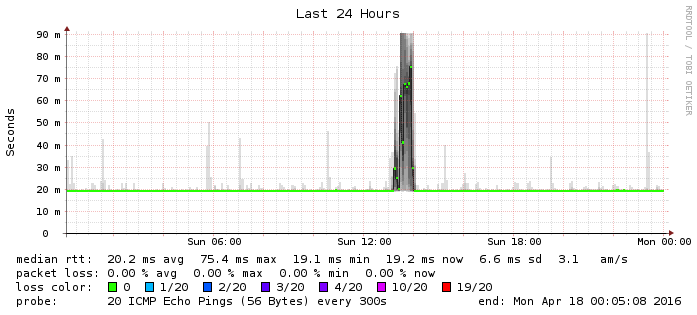 Last 24 Hours
RRDTOOL / TOBI OETIKER
Seconds
90 m
80 m
70 m
60 m
50 m
40 m
30 m
20 m
10 m
0
Sun 06:00 Sun 12:00 Sun 18:00 Mon 00:00
median rtt: 20.2 ms avg 75.4 ms max 19.1 ms min 19.2 ms now 6.6 ms sd 3.1 am/s
packet loss: 0.00 % avg 0.00 % max 0.00 % min 0.00 % now
loss color: 0 1/20 2/20 3/20 4/20 10/20 19/20
probe: 20 ICMP Echo Pings (56 Bytes) every 300s end: Mon Apr 18 00:05:08 2016